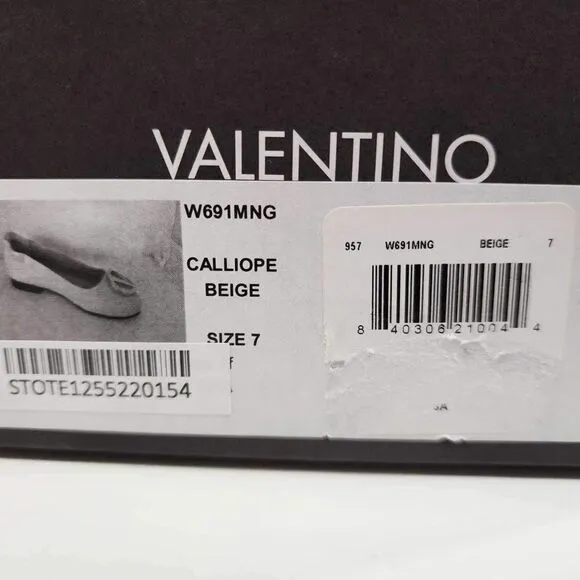 VALENTINO
W691MNG
CALLIOPE
BEIGE
SIZE 7
STOTE1255220154
957 W691MNG BEIGE 7
8 40306 21004 4